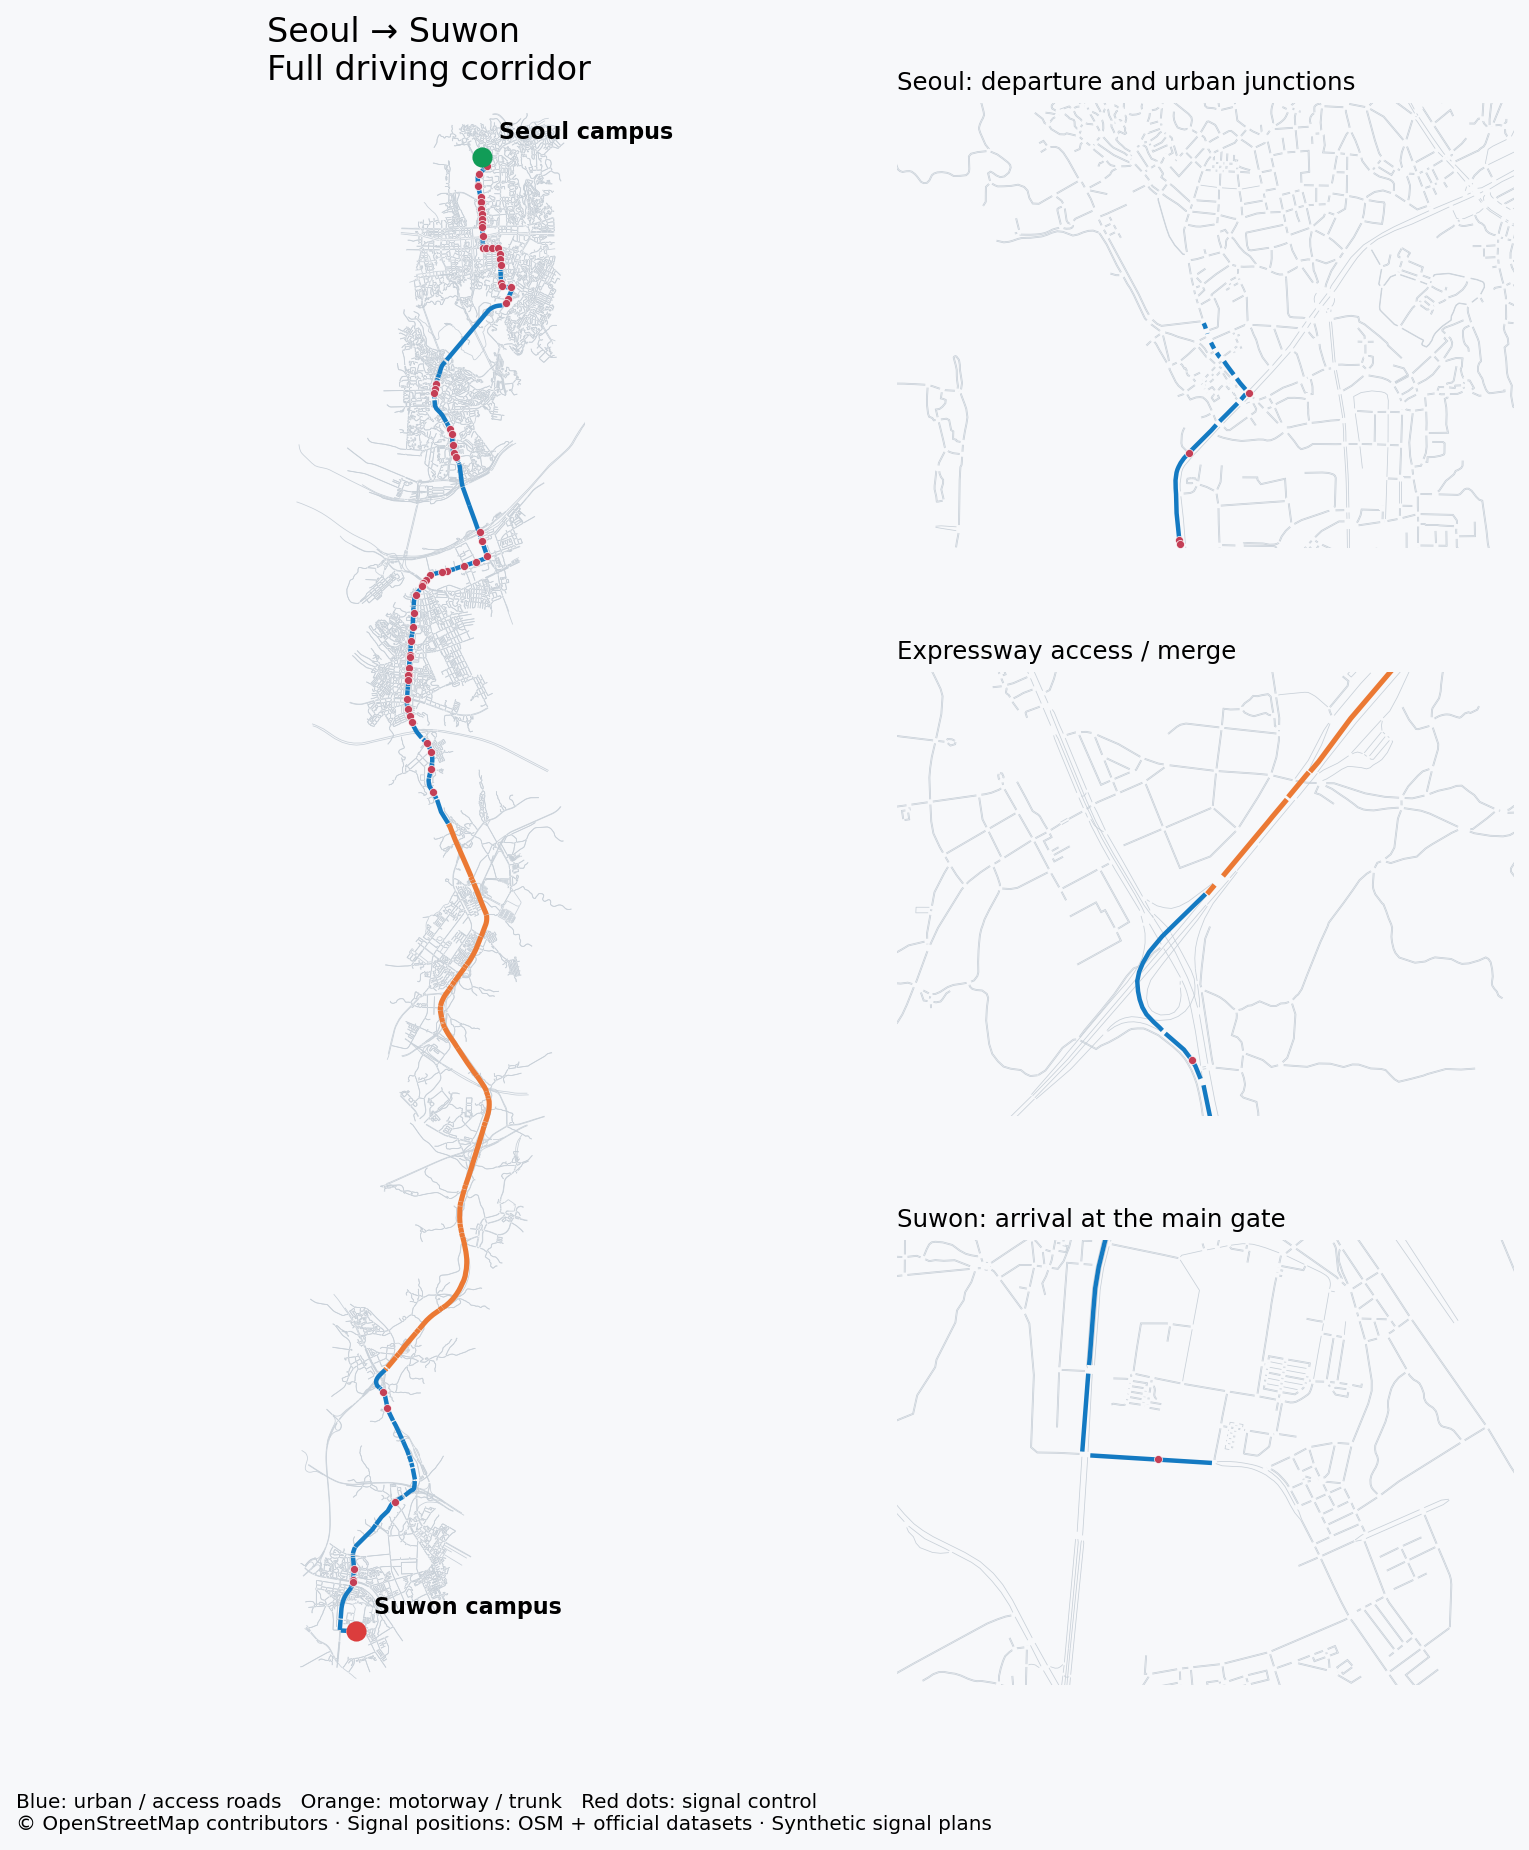 Seoul → Suwon
Full driving corridor
Seoul campus
Suwon campus
Seoul: departure and urban junctions
Expressway access / merge
Suwon: arrival at the main gate
Blue: urban / access roads   Orange: motorway / trunk   Red dots: signal control
© OpenStreetMap contributors · Signal positions: OSM + official datasets · Synthetic signal plans